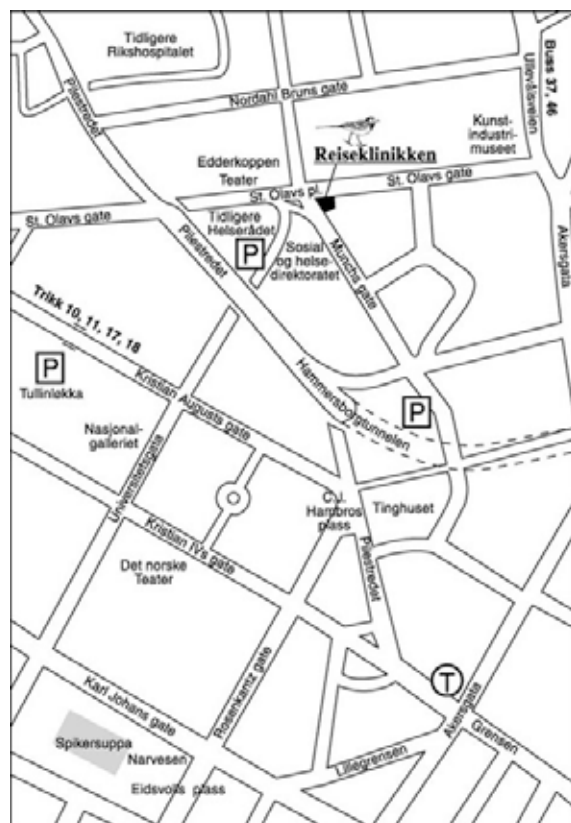 Tidligere
Rikshospitalet
Pilestredet
Nordahl Bruns gate
Ullevålsveien
Buss 37, 46
Kunst-
industri-
museet
Reiseklinikken
Edderkoppen
Teater
St. Olavs pl.
St. Olavs gate
St. Olavs gate
Tidligere
Helserådet
P
Pilestredet
Sosial
og helse-
direktoratet
Munchs gate
Akersgata
Trikk 10, 11, 17, 18
P
Tullinløkka
Kristian Augusts gate
Hammersborgtunnelen
P
Nasjonal-
galleriet
Universitetsgata
C.J.
Hambros
plass
Tinghuset
Kristian IVs gate
Pilestredet
Det norske
Teater
Rosenkrantz gate
T
Akersgata
Karl Johans gate
Grensen
Spikersuppa
Narvesen
Lillegrensen
Eidsvolls plass